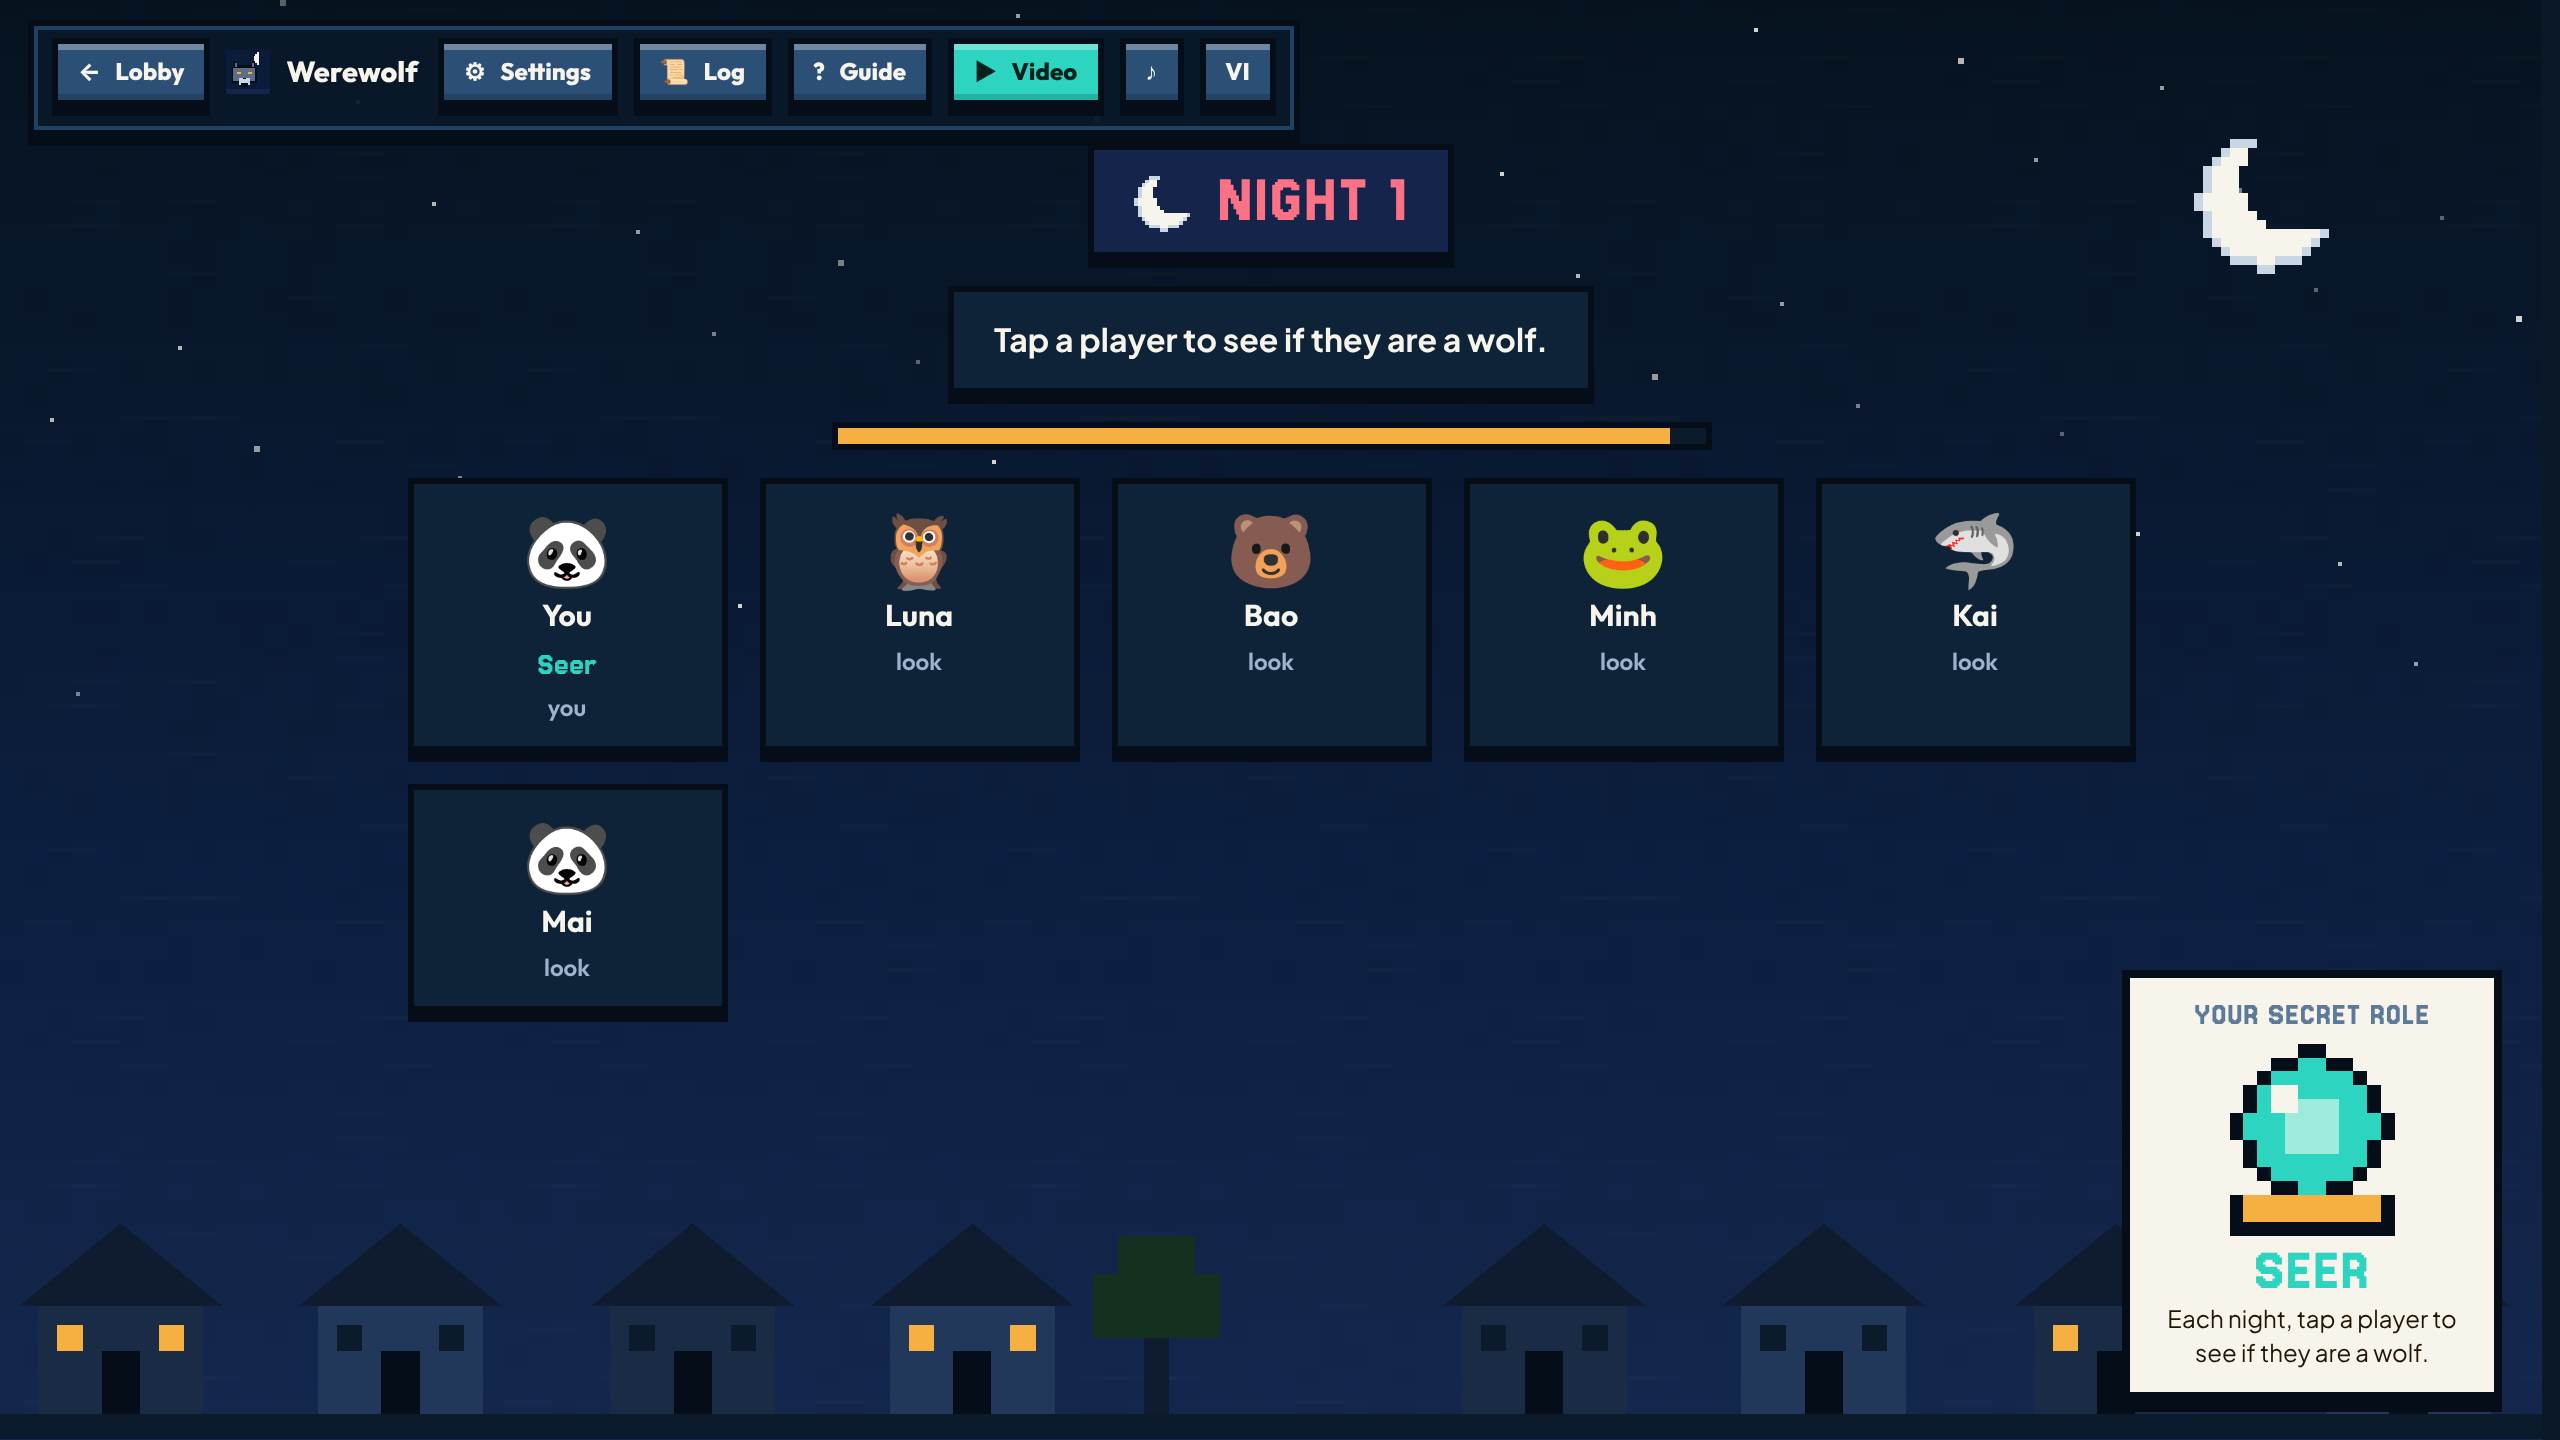 ← Lobby
Werewolf
⚙ Settings
📜 Log
? Guide
▶ Video
♪
VI
NIGHT 1
Tap a player to see if they are a wolf.
You
Seer
you
Luna
look
Bao
look
Minh
look
Kai
look
Mai
look
YOUR SECRET ROLE
SEER
Each night, tap a player to
see if they are a wolf.